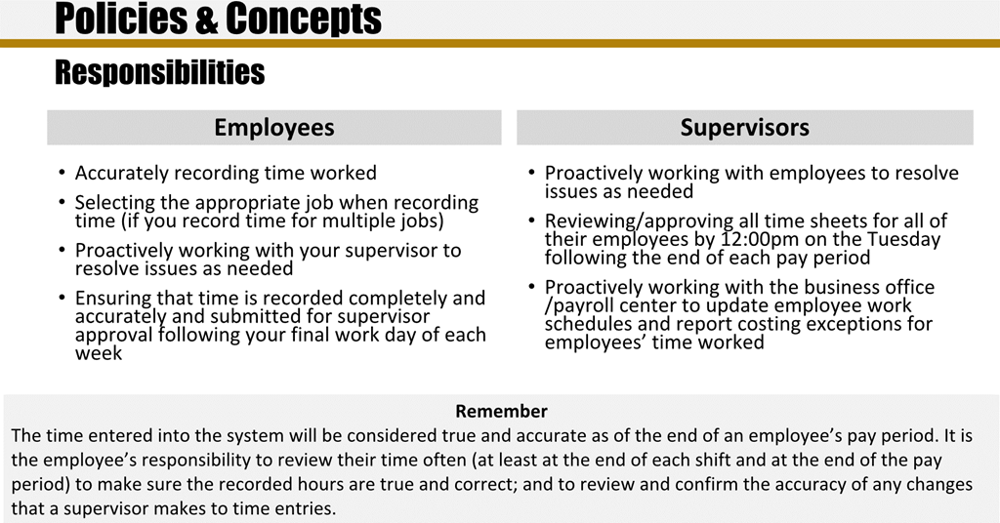 Policies & Concepts
Responsibilities
Employees
• Accurately recording time worked
• Selecting the appropriate job when recording
time (if you record time for multiple jobs)
• Proactively working with your supervisor to
resolve issues as needed
• Ensuring that time is recorded completely and
accurately and submitted for supervisor
approval following your final work day of each
week
Supervisors
• Proactively working with employees to resolve
issues as needed
• Reviewing/approving all time sheets for all of
their employees by 12:00pm on the Tuesday
following the end of each pay period
• Proactively working with the business office
/payroll center to update employee work
schedules and report costing exceptions for
employees’ time worked
Remember
The time entered into the system will be considered true and accurate as of the end of an employee’s pay period. It is
the employee’s responsibility to review their time often (at least at the end of each shift and at the end of the pay
period) to make sure the recorded hours are true and correct; and to review and confirm the accuracy of any changes
that a supervisor makes to time entries.